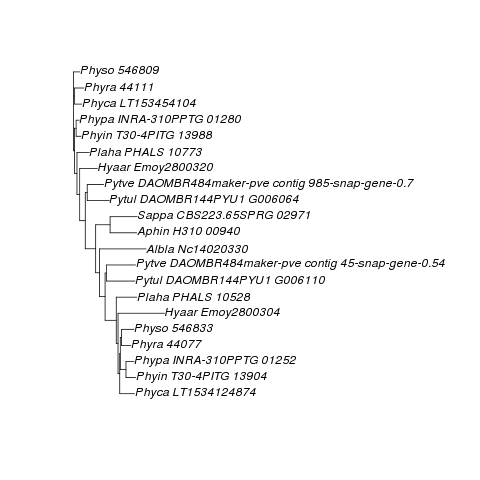 Physo 546809
Phyra 44111
Phyca LT153454104
Phypa INRA-310PPTG 01280
Phyin T30-4PITG 13988
Plaha PHALS 10773
Hyaar Emoy2800320
Pytve DAOMBR484maker-pve contig 985-snap-gene-0.7
Pytul DAOMBR144PYU1 G006064
Sappa CBS223.65SPRG 02971
Aphin H310 00940
Albla Nc14020330
Pytve DAOMBR484maker-pve contig 45-snap-gene-0.54
Pytul DAOMBR144PYU1 G006110
Plaha PHALS 10528
Hyaar Emoy2800304
Physo 546833
Phyra 44077
Phypa INRA-310PPTG 01252
Phyin T30-4PITG 13904
Phyca LT1534124874